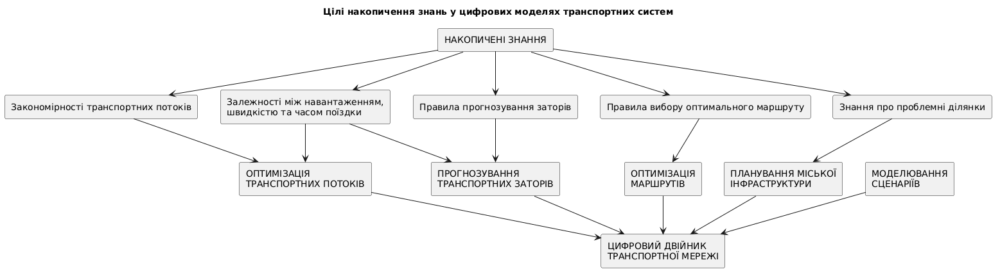 Цілі накопичення знань у цифрових моделях транспортних систем
НАКОПИЧЕНІ ЗНАННЯ
Закономірності транспортних потоків
Залежності між навантаженням,
швидкістю та часом поїздки
Правила прогнозування заторів
Правила вибору оптимального маршруту
Знання про проблемні ділянки
ОПТИМІЗАЦІЯ
ТРАНСПОРТНИХ ПОТОКІВ
ПРОГНОЗУВАННЯ
ТРАНСПОРТНИХ ЗАТОРІВ
ОПТИМІЗАЦІЯ
МАРШРУТІВ
ПЛАНУВАННЯ МІСЬКОЇ
ІНФРАСТРУКТУРИ
МОДЕЛЮВАННЯ
СЦЕНАРІЇВ
ЦИФРОВИЙ ДВІЙНИК
ТРАНСПОРТНОЇ МЕРЕЖІ